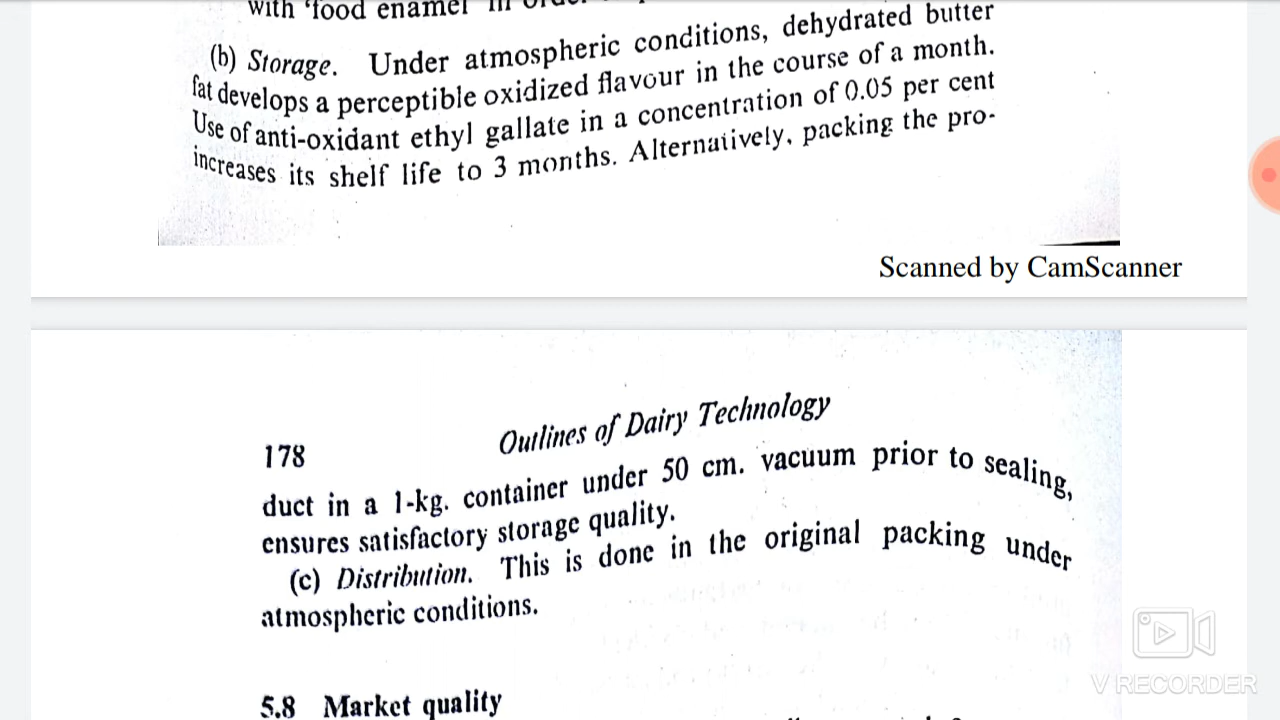 with 'food enamel in
(b) Storage. Under atmospheric conditions, dehydrated butter
fat develops a perceptible oxidized flavour in the course of a month.
Use of anti-oxidant ethyl gallate in a concentration of 0.05 per cent
increases its shelf life to 3 months. Alternatively, packing the pro-
Scanned by CamScanner
178 Outlines of Dairy Technology
duct in a 1-kg. container under 50 cm. vacuum prior to sealing,
ensures satisfactory storage quality.
(c) Distribution. This is done in the original packing under
atmospheric conditions.
5.8 Market quality
V RECORDER